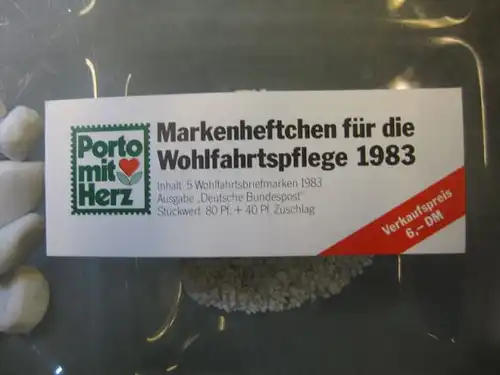 Porto
mit
Herz
Markenheftchen für die
Wohlfahrtspflege 1983
Inhalt: 5 Wohlfahrtsbriefmarken 1983
Ausgabe „Deutsche Bundespost"
Stückwert: 80 Pf. + 40 Pf. Zuschlag
Verkaufspreis
6,– DM